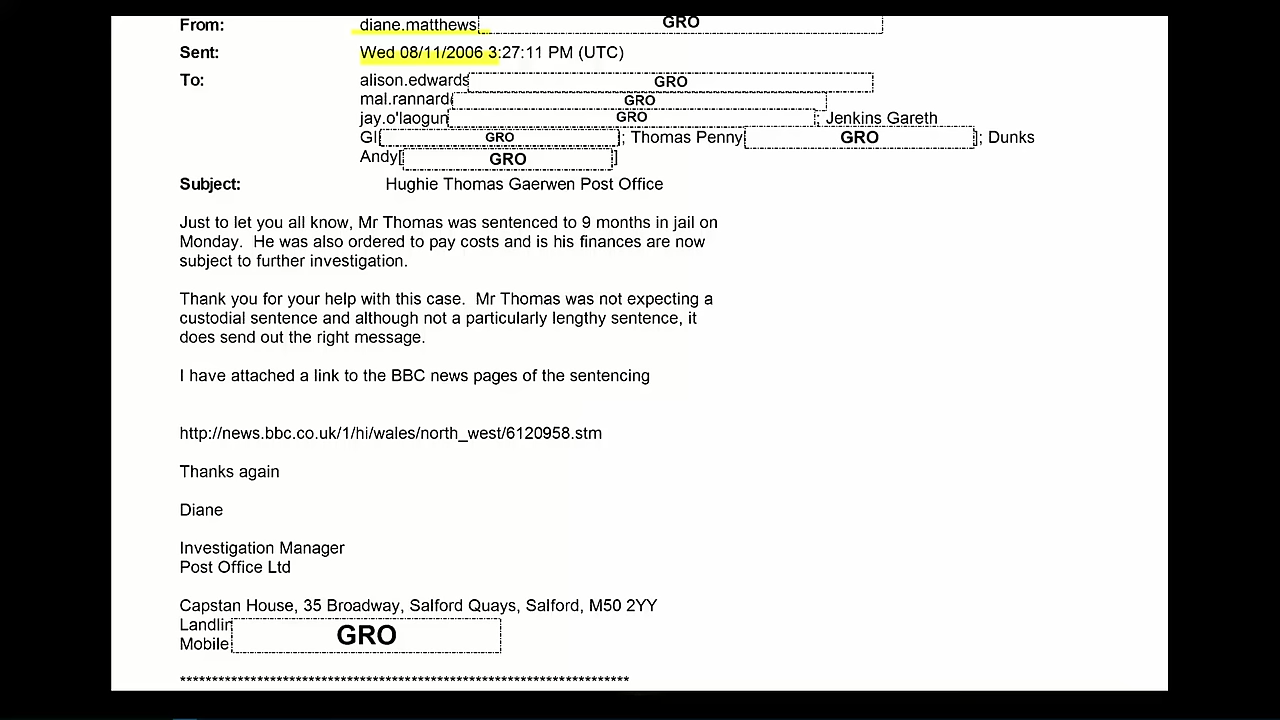 From: diane.matthews GRO
Sent: Wed 08/11/2006 3:27:11 PM (UTC)
To: alison.edwards GRO
mal.rannard GRO
jay.o'laogun GRO ; Jenkins Gareth
GI[ GRO ]; Thomas Penny[ GRO ]; Dunks
Andy[ GRO ]
Subject: Hughie Thomas Gaerwen Post Office
Just to let you all know, Mr Thomas was sentenced to 9 months in jail on
Monday. He was also ordered to pay costs and is his finances are now
subject to further investigation.
Thank you for your help with this case. Mr Thomas was not expecting a
custodial sentence and although not a particularly lengthy sentence, it
does send out the right message.
I have attached a link to the BBC news pages of the sentencing
http://news.bbc.co.uk/1/hi/wales/north_west/6120958.stm
Thanks again
Diane
Investigation Manager
Post Office Ltd
Capstan House, 35 Broadway, Salford Quays, Salford, M50 2YY
Landlin GRO
Mobile
**********************************************************************